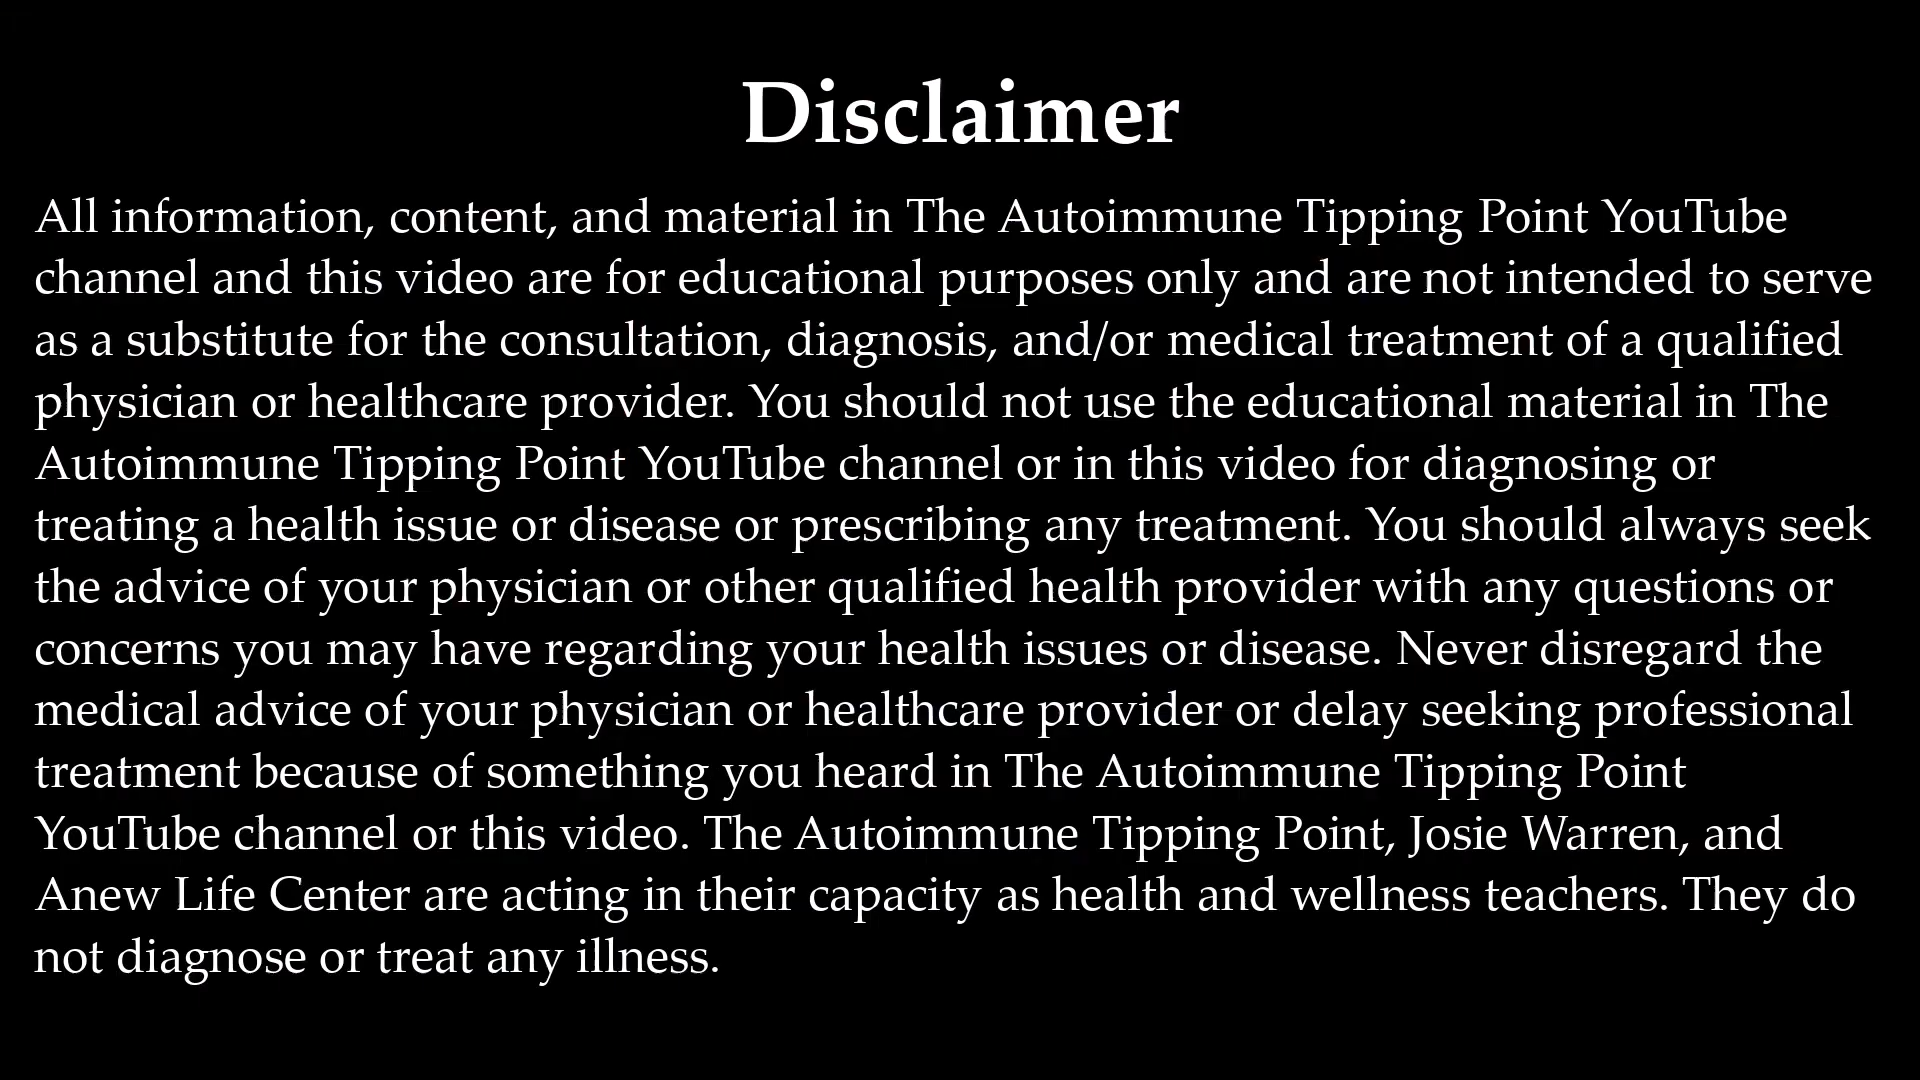 Disclaimer
All information, content, and material in The Autoimmune Tipping Point YouTube
channel and this video are for educational purposes only and are not intended to serve
as a substitute for the consultation, diagnosis, and/or medical treatment of a qualified
physician or healthcare provider. You should not use the educational material in The
Autoimmune Tipping Point YouTube channel or in this video for diagnosing or
treating a health issue or disease or prescribing any treatment. You should always seek
the advice of your physician or other qualified health provider with any questions or
concerns you may have regarding your health issues or disease. Never disregard the
medical advice of your physician or healthcare provider or delay seeking professional
treatment because of something you heard in The Autoimmune Tipping Point
YouTube channel or this video. The Autoimmune Tipping Point, Josie Warren, and
Anew Life Center are acting in their capacity as health and wellness teachers. They do
not diagnose or treat any illness.